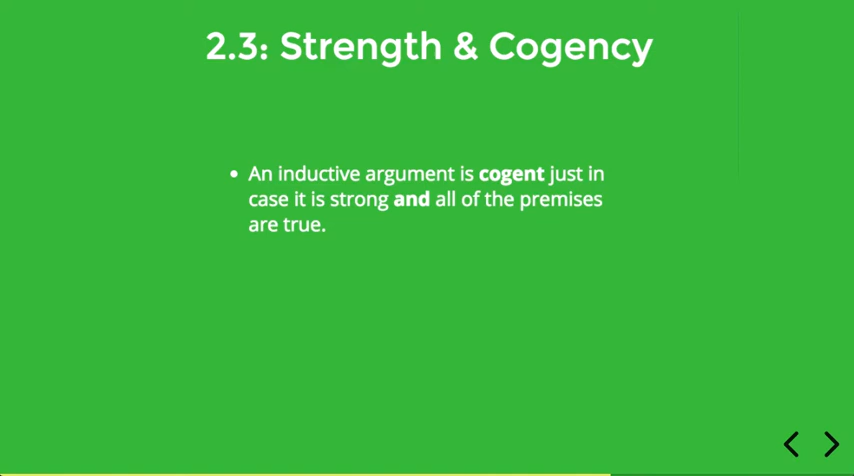 2.3: Strength & Cogency
• An inductive argument is cogent just in
case it is strong and all of the premises
are true.